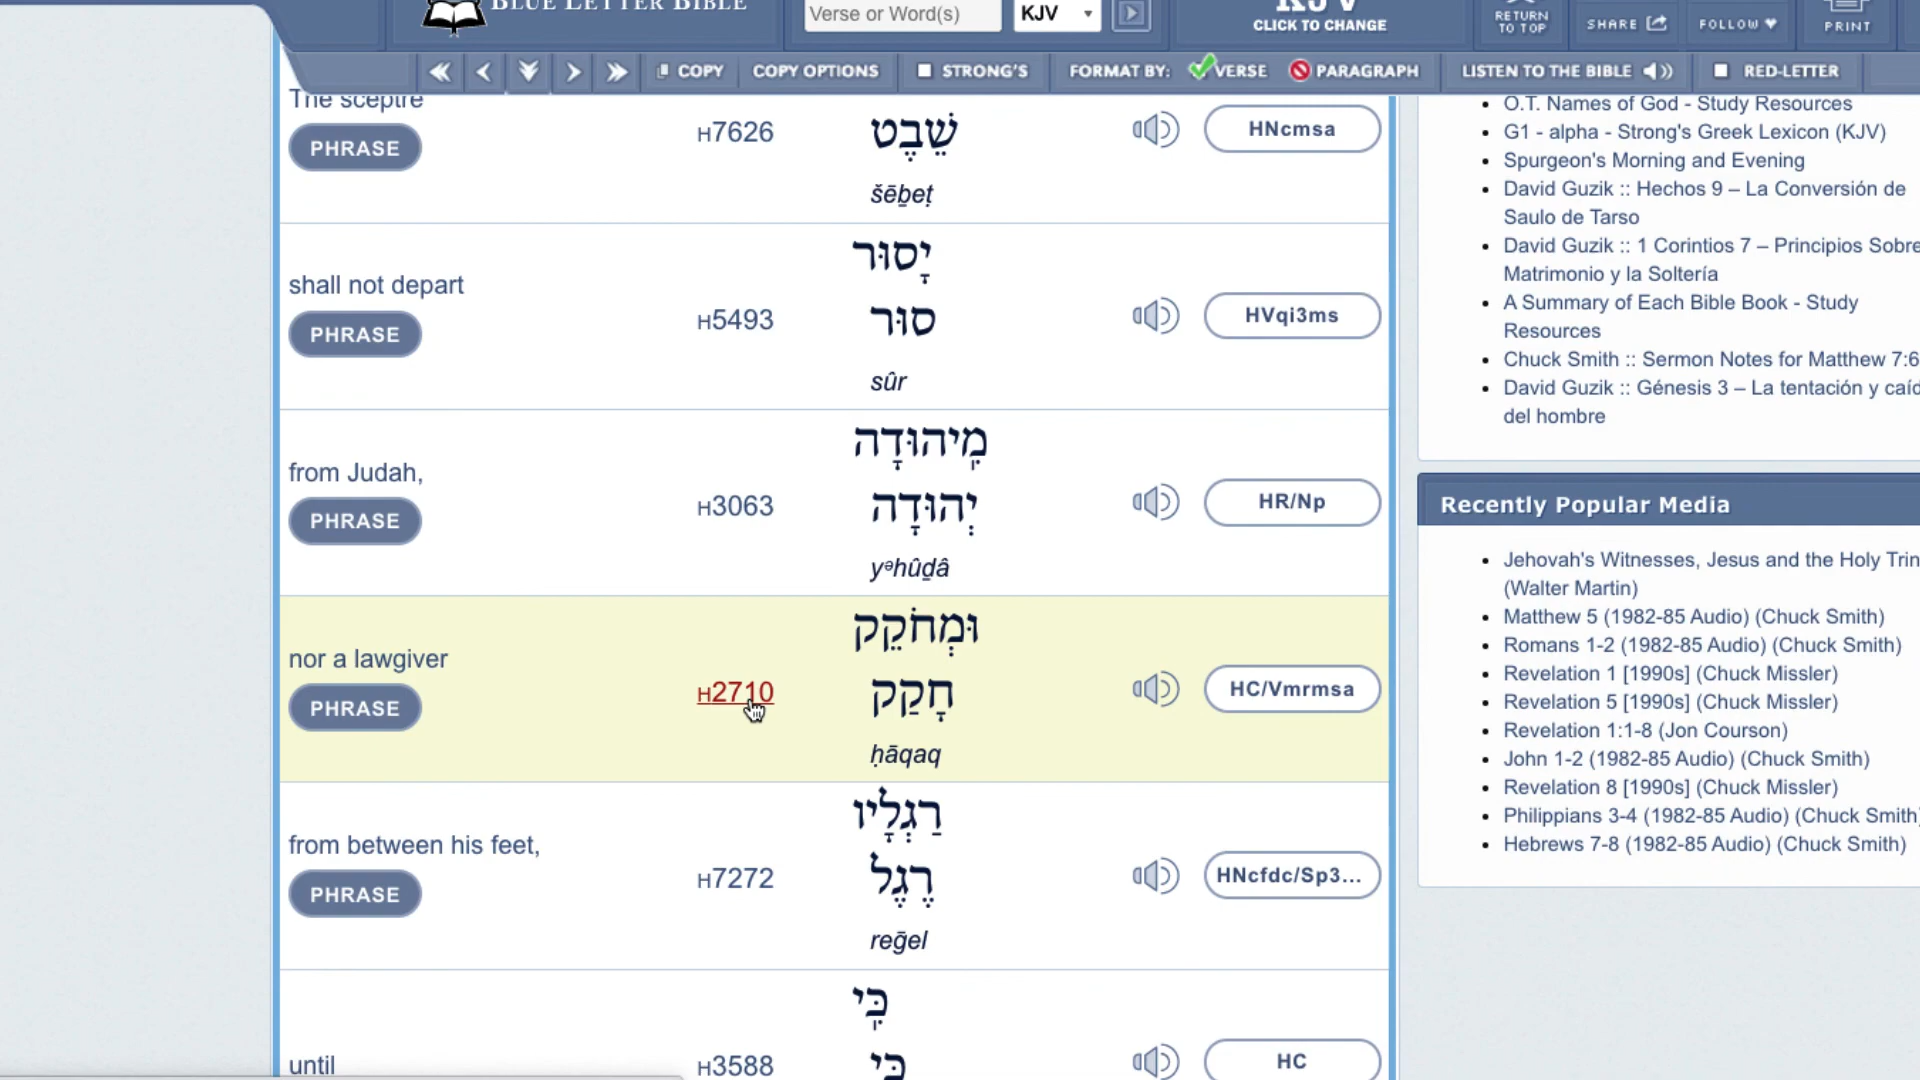 BLUE LETTER BIBLE
Verse or Word(s)
KJV
KJV
CLICK TO CHANGE
RETURN
TO TOP
SHARE
FOLLOW
PRINT
COPY
COPY OPTIONS
STRONG'S
FORMAT BY:
VERSE
PARAGRAPH
LISTEN TO THE BIBLE
RED-LETTER
The sceptre
PHRASE
H7626
שֵׁבֶט
šēḇeṭ
HNcmsa
shall not depart
PHRASE
H5493
יָסוּר
סוּר
sûr
HVqi3ms
from Judah,
PHRASE
H3063
מִֽיהוּדָה
יְהוּדָה
yᵊhûḏâ
HR/Np
nor a lawgiver
PHRASE
H2710
וּמְחֹקֵק
חָקַק
ḥāqaq
HC/Vmrmsa
from between his feet,
PHRASE
H7272
רַגְלָיו
רֶגֶל
reḡel
HNcfdc/Sp3...
until
H3588
כִּֽי
כִּי
HC
O.T. Names of God - Study Resources
G1 - alpha - Strong's Greek Lexicon (KJV)
Spurgeon's Morning and Evening
David Guzik :: Hechos 9 – La Conversión de
Saulo de Tarso
David Guzik :: 1 Corintios 7 – Principios Sobre
Matrimonio y la Soltería
A Summary of Each Bible Book - Study
Resources
Chuck Smith :: Sermon Notes for Matthew 7:6
David Guzik :: Génesis 3 – La tentación y caíd
del hombre
Recently Popular Media
Jehovah's Witnesses, Jesus and the Holy Trin
(Walter Martin)
Matthew 5 (1982-85 Audio) (Chuck Smith)
Romans 1-2 (1982-85 Audio) (Chuck Smith)
Revelation 1 [1990s] (Chuck Missler)
Revelation 5 [1990s] (Chuck Missler)
Revelation 1:1-8 (Jon Courson)
John 1-2 (1982-85 Audio) (Chuck Smith)
Revelation 8 [1990s] (Chuck Missler)
Philippians 3-4 (1982-85 Audio) (Chuck Smith)
Hebrews 7-8 (1982-85 Audio) (Chuck Smith)